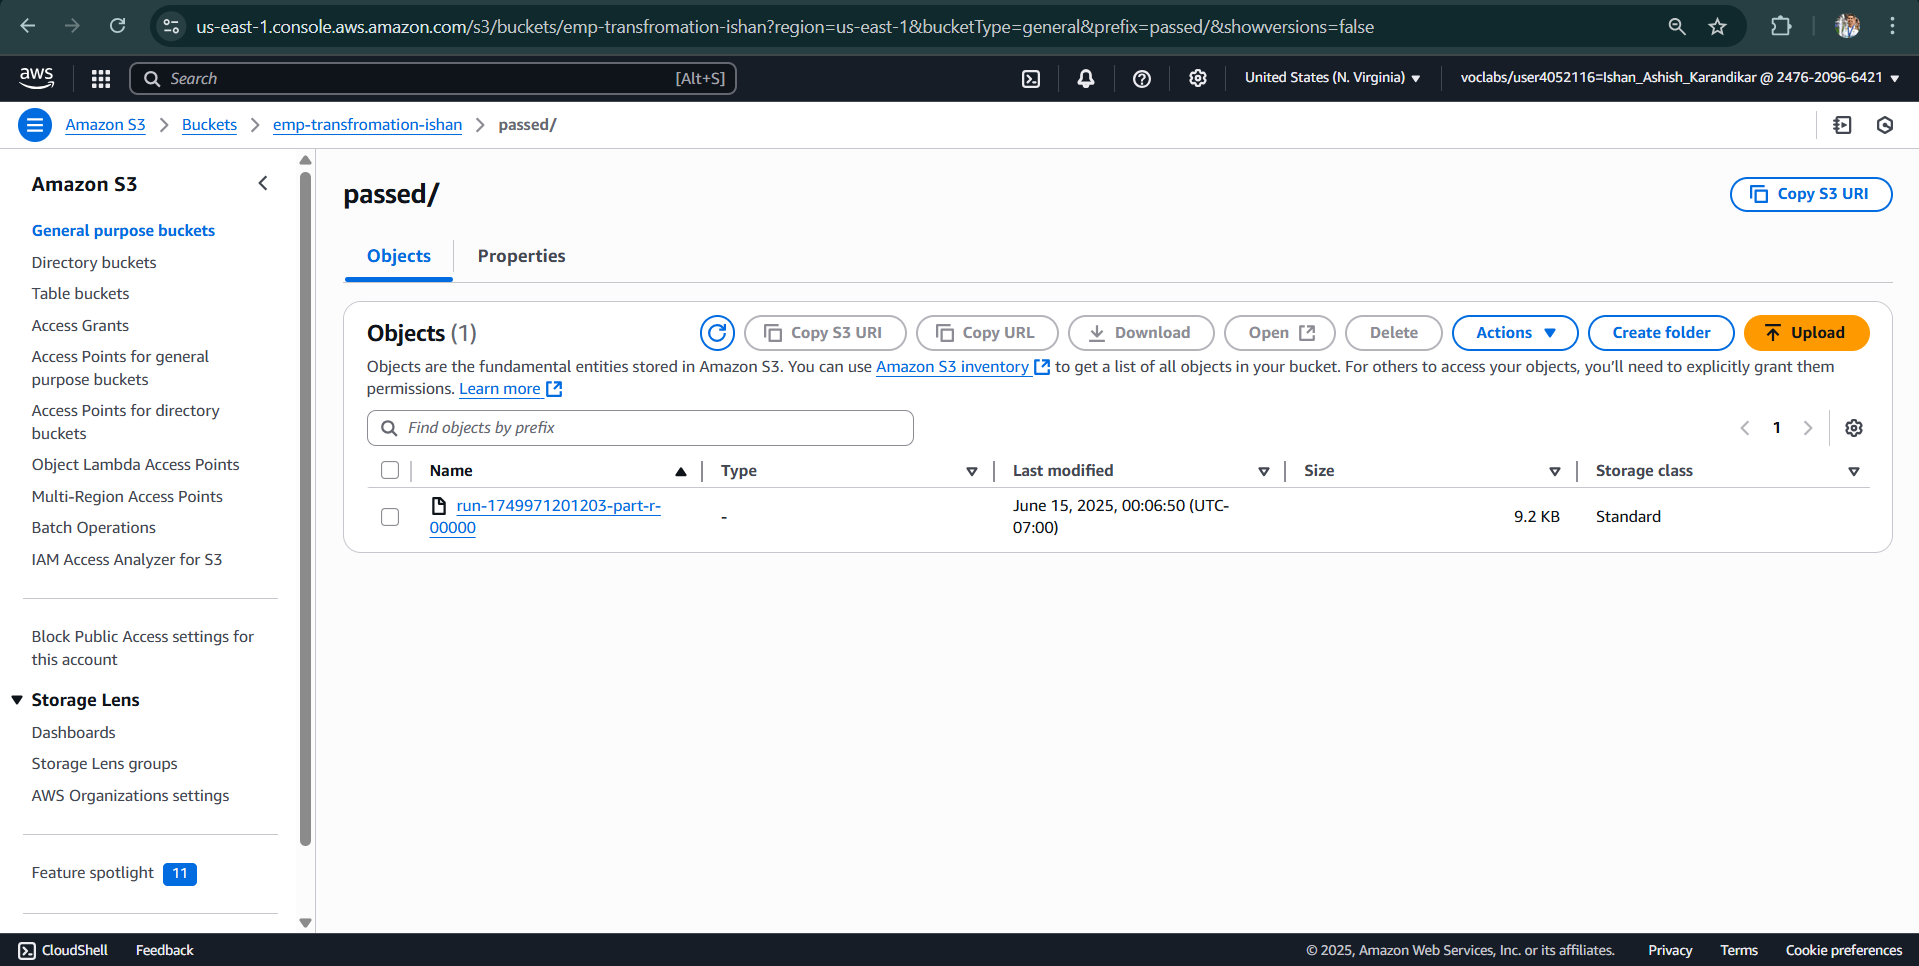 us-east-1.console.aws.amazon.com/s3/buckets/emp-transfromation-ishan?region=us-east-1&bucketType=general&prefix=passed/&showversions=false
aws
Search
[Alt+S]
United States (N. Virginia)
voclabs/user4052116=Ishan_Ashish_Karandikar @ 2476-2096-6421
Amazon S3
Buckets
emp-transfromation-ishan
passed/
Amazon S3
General purpose buckets
Directory buckets
Table buckets
Access Grants
Access Points for general
purpose buckets
Access Points for directory
buckets
Object Lambda Access Points
Multi-Region Access Points
Batch Operations
IAM Access Analyzer for S3
Block Public Access settings for
this account
Storage Lens
Dashboards
Storage Lens groups
AWS Organizations settings
Feature spotlight 11
passed/
Copy S3 URI
Objects
Properties
Objects (1)
Copy S3 URI
Copy URL
Download
Open
Delete
Actions
Create folder
Upload
Objects are the fundamental entities stored in Amazon S3. You can use Amazon S3 inventory to get a list of all objects in your bucket. For others to access your objects, you'll need to explicitly grant them
permissions. Learn more
Find objects by prefix
1
Name
Type
Last modified
Size
Storage class
run-1749971201203-part-r-
00000
-
June 15, 2025, 00:06:50 (UTC-
07:00)
9.2 KB
Standard
CloudShell
Feedback
© 2025, Amazon Web Services, Inc. or its affiliates.
Privacy
Terms
Cookie preferences